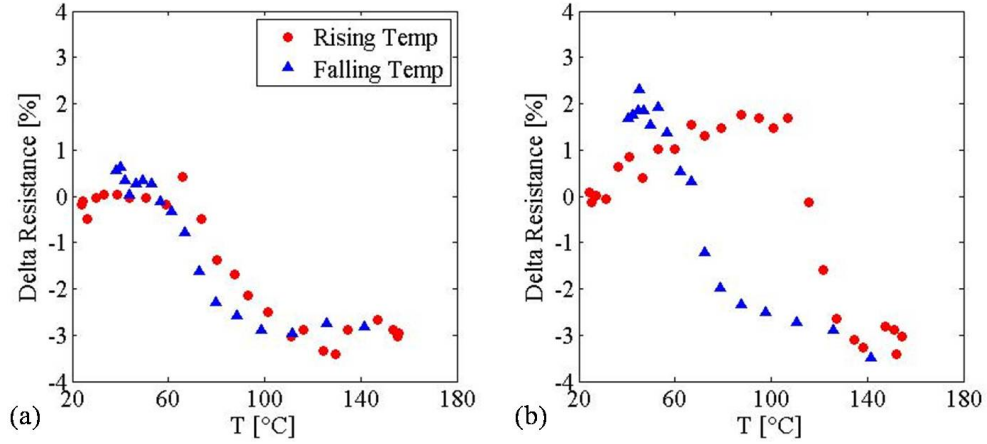 4
3
2
1
0
-1
-2
-3
-4
Delta Resistance [%]
Rising Temp
Falling Temp
20 60 100 140 180
T [°C]
(a)
4
3
2
1
0
-1
-2
-3
-4
Delta Resistance [%]
20 60 100 140 180
T [°C]
(b)